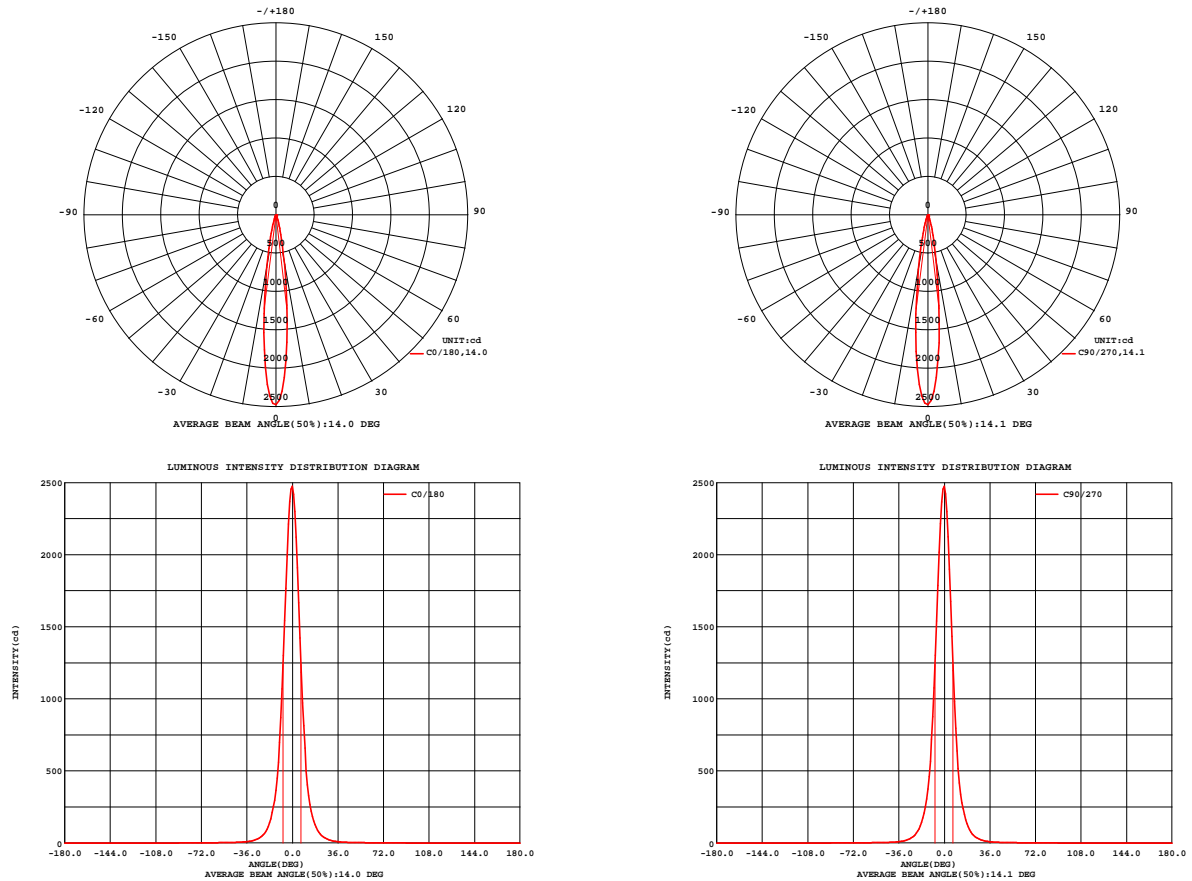 -/+180
-150 150
-120 120
-90 90
-60 60
-30 30
0
500
1000
1500
2000
2500
0
UNIT:cd
C0/180,14.0
AVERAGE BEAM ANGLE(50%):14.0 DEG
-/+180
-150 150
-120 120
-90 90
-60 60
-30 30
0
500
1000
1500
2000
2500
0
UNIT:cd
C90/270,14.1
AVERAGE BEAM ANGLE(50%):14.1 DEG
LUMINOUS INTENSITY DISTRIBUTION DIAGRAM
C0/180
INTENSITY(cd)
2500
2000
1500
1000
500
0
-180.0 -144.0 -108.0 -72.0 -36.0 0.0 36.0 72.0 108.0 144.0 180.0
ANGLE(DEG)
AVERAGE BEAM ANGLE(50%):14.0 DEG
LUMINOUS INTENSITY DISTRIBUTION DIAGRAM
C90/270
INTENSITY(cd)
2500
2000
1500
1000
500
0
-180.0 -144.0 -108.0 -72.0 -36.0 0.0 36.0 72.0 108.0 144.0 180.0
ANGLE(DEG)
AVERAGE BEAM ANGLE(50%):14.1 DEG